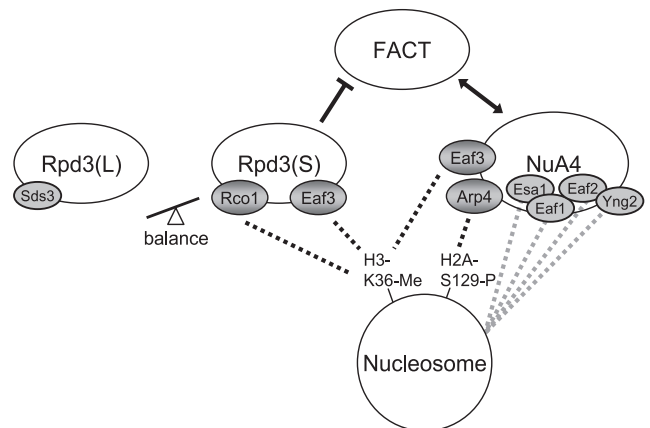 FACT
Rpd3(L)
Sds3
balance
Rpd3(S)
Rco1
Eaf3
NuA4
Eaf3
Arp4
Esa1
Eaf1
Eaf2
Yng2
H3-
K36-Me
H2A-
S129-P
Nucleosome